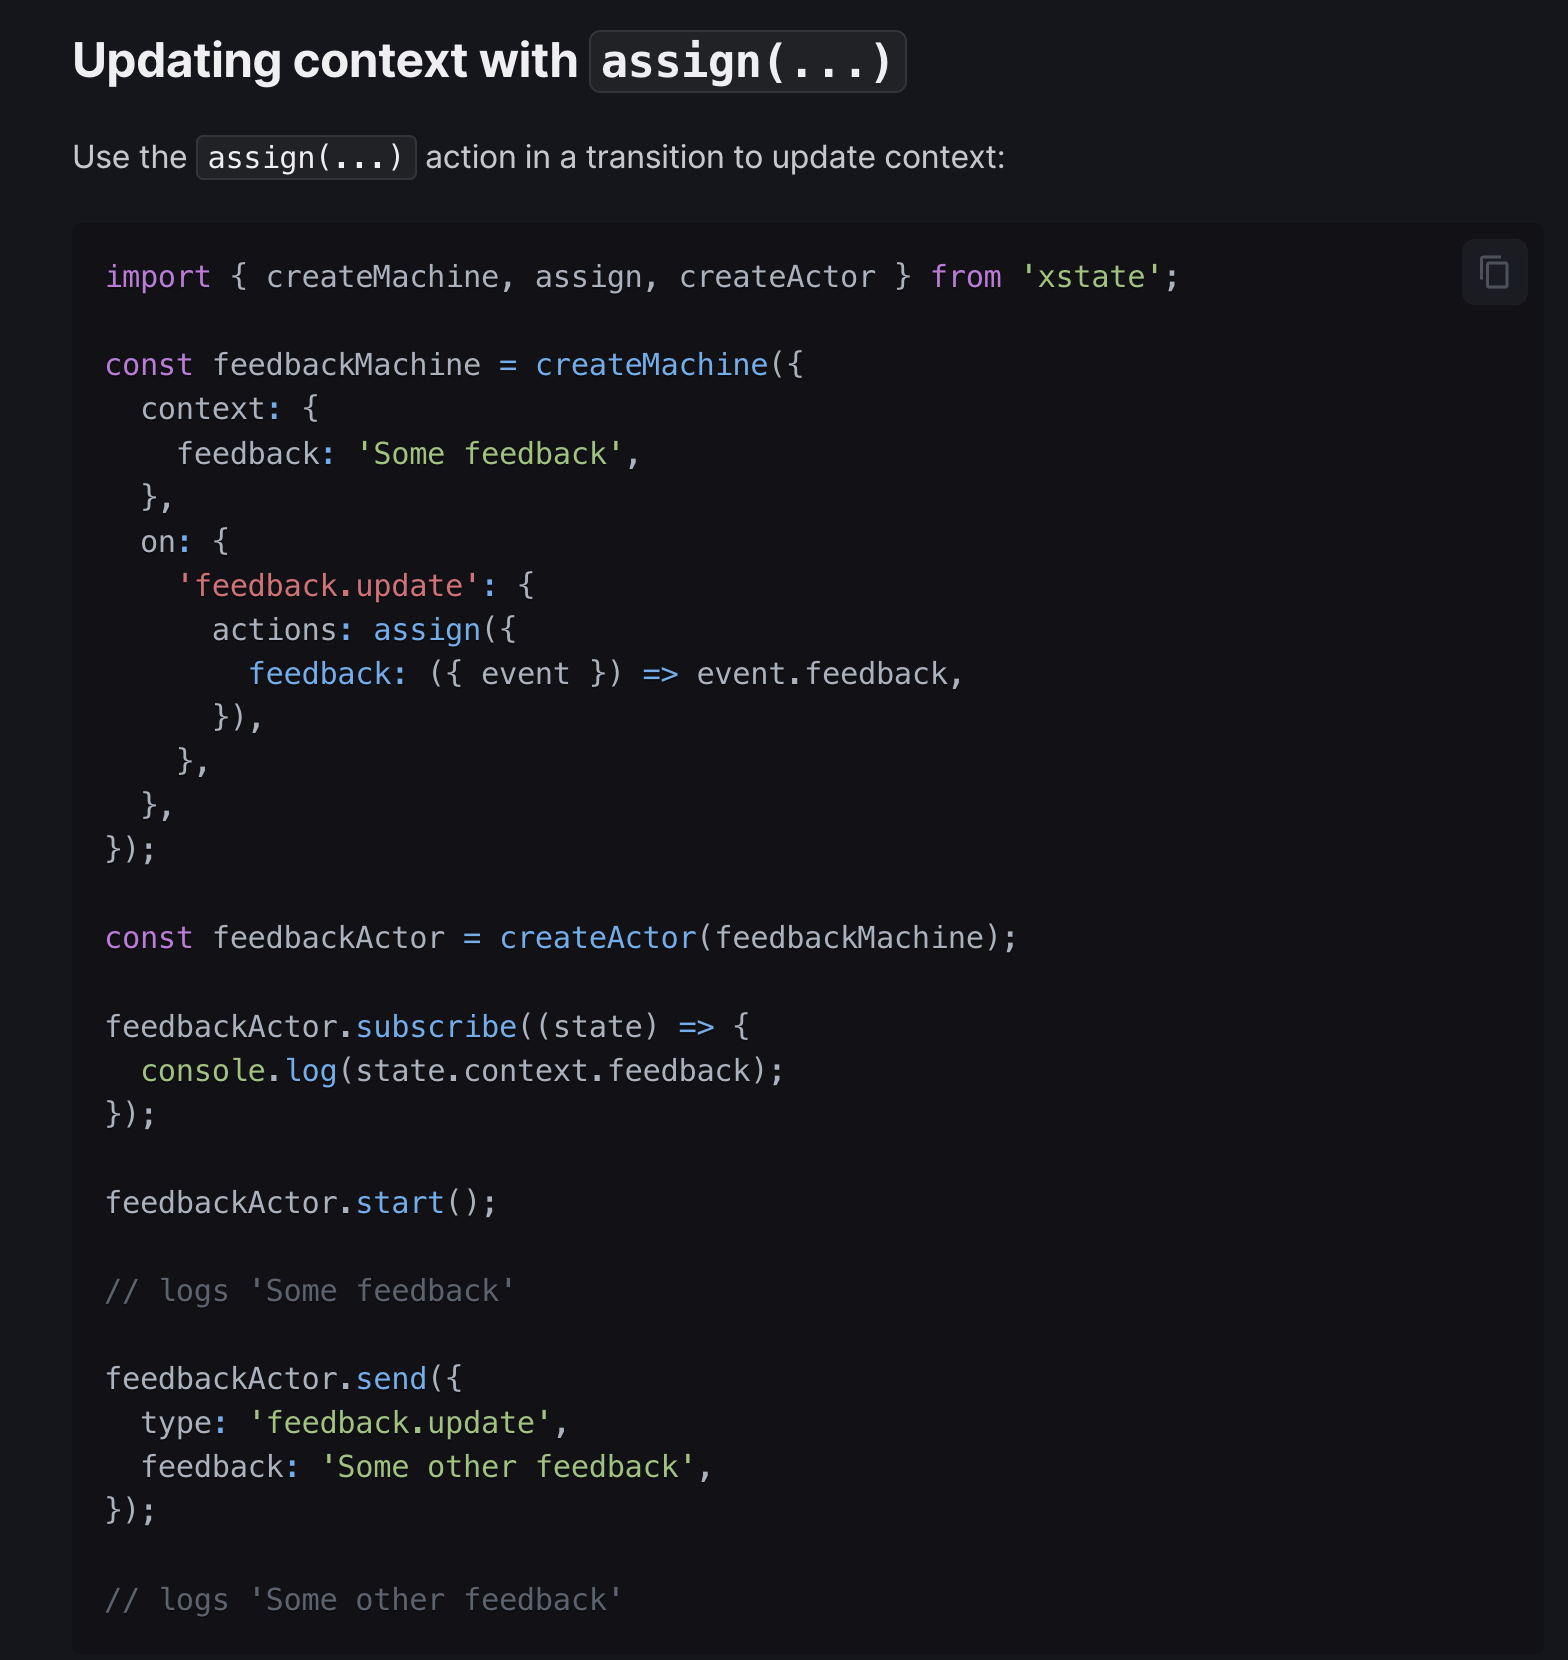 Updating context with assign(...)
Use the assign(...) action in a transition to update context:
import { createMachine, assign, createActor } from 'xstate';
const feedbackMachine = createMachine({
  context: {
    feedback: 'Some feedback',
  },
  on: {
    'feedback.update': {
      actions: assign({
        feedback: ({ event }) => event.feedback,
      }),
    },
  },
});
const feedbackActor = createActor(feedbackMachine);
feedbackActor.subscribe((state) => {
  console.log(state.context.feedback);
});
feedbackActor.start();
// logs 'Some feedback'
feedbackActor.send({
  type: 'feedback.update',
  feedback: 'Some other feedback',
});
// logs 'Some other feedback'